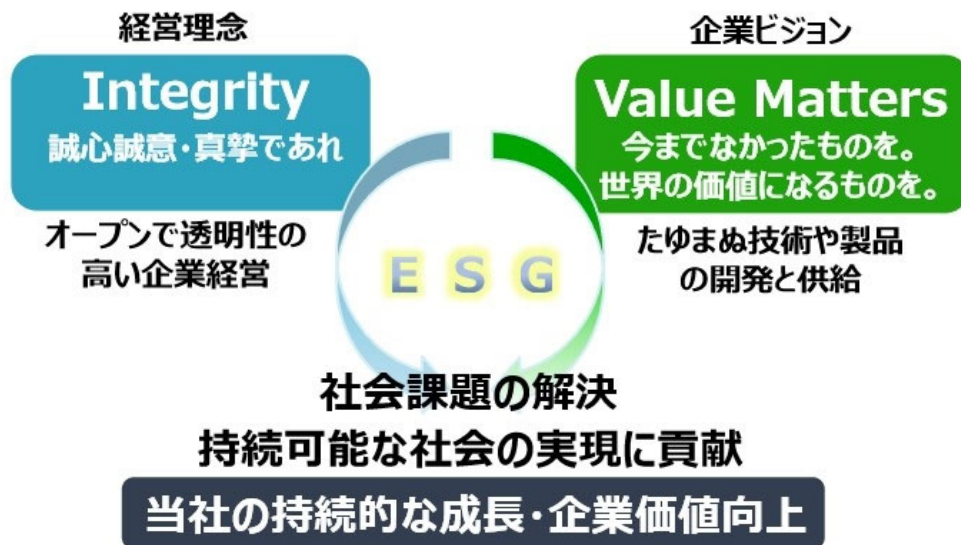 経営理念
Integrity
誠心誠意・真摯であれ
オープンで透明性の
高い企業経営
企業ビジョン
Value Matters
今までなかったものを。
世界の価値になるものを。
たゆまぬ技術や製品
の開発と供給
E S G
社会課題の解決
持続可能な社会の実現に貢献
当社の持続的な成長・企業価値向上